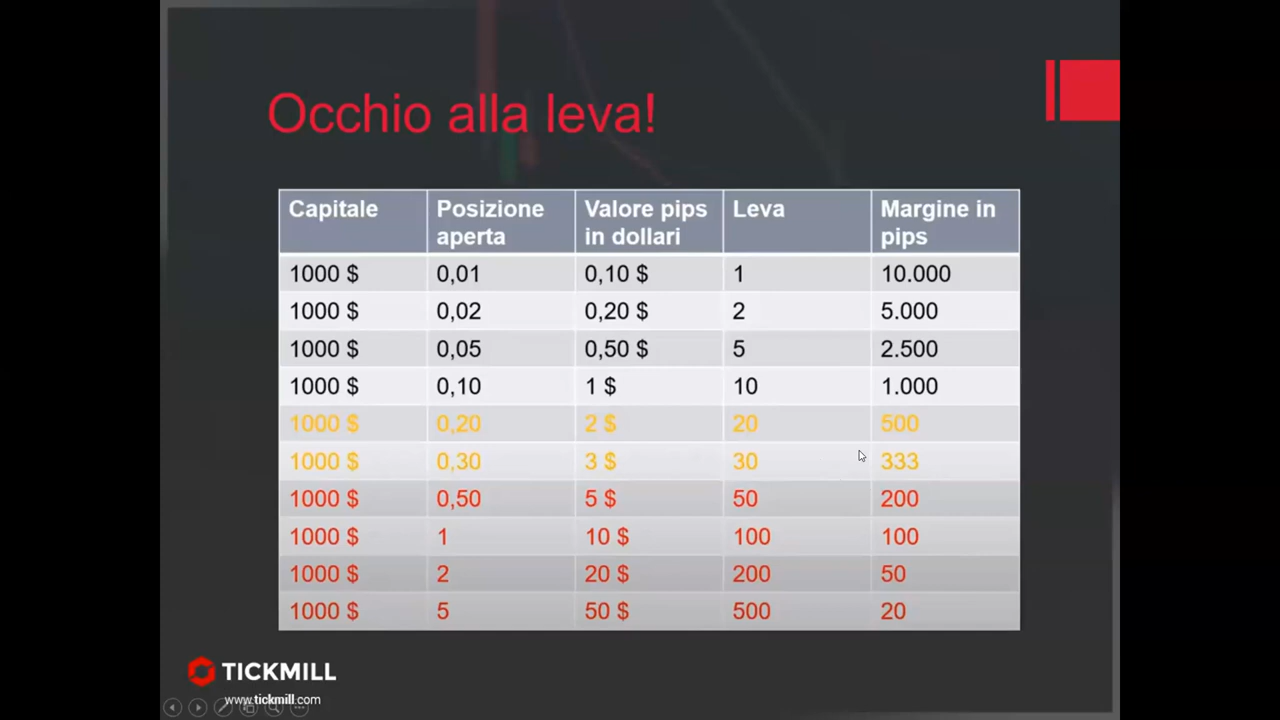 Occhio alla leva!
Capitale Posizione aperta Valore pips in dollari Leva Margine in pips
1000 $ 0,01 0,10 $ 1 10.000
1000 $ 0,02 0,20 $ 2 5.000
1000 $ 0,05 0,50 $ 5 2.500
1000 $ 0,10 1 $ 10 1.000
1000 $ 0,20 2 $ 20 500
1000 $ 0,30 3 $ 30 333
1000 $ 0,50 5 $ 50 200
1000 $ 1 10 $ 100 100
1000 $ 2 20 $ 200 50
1000 $ 5 50 $ 500 20
TICKMILL
www.tickmill.com